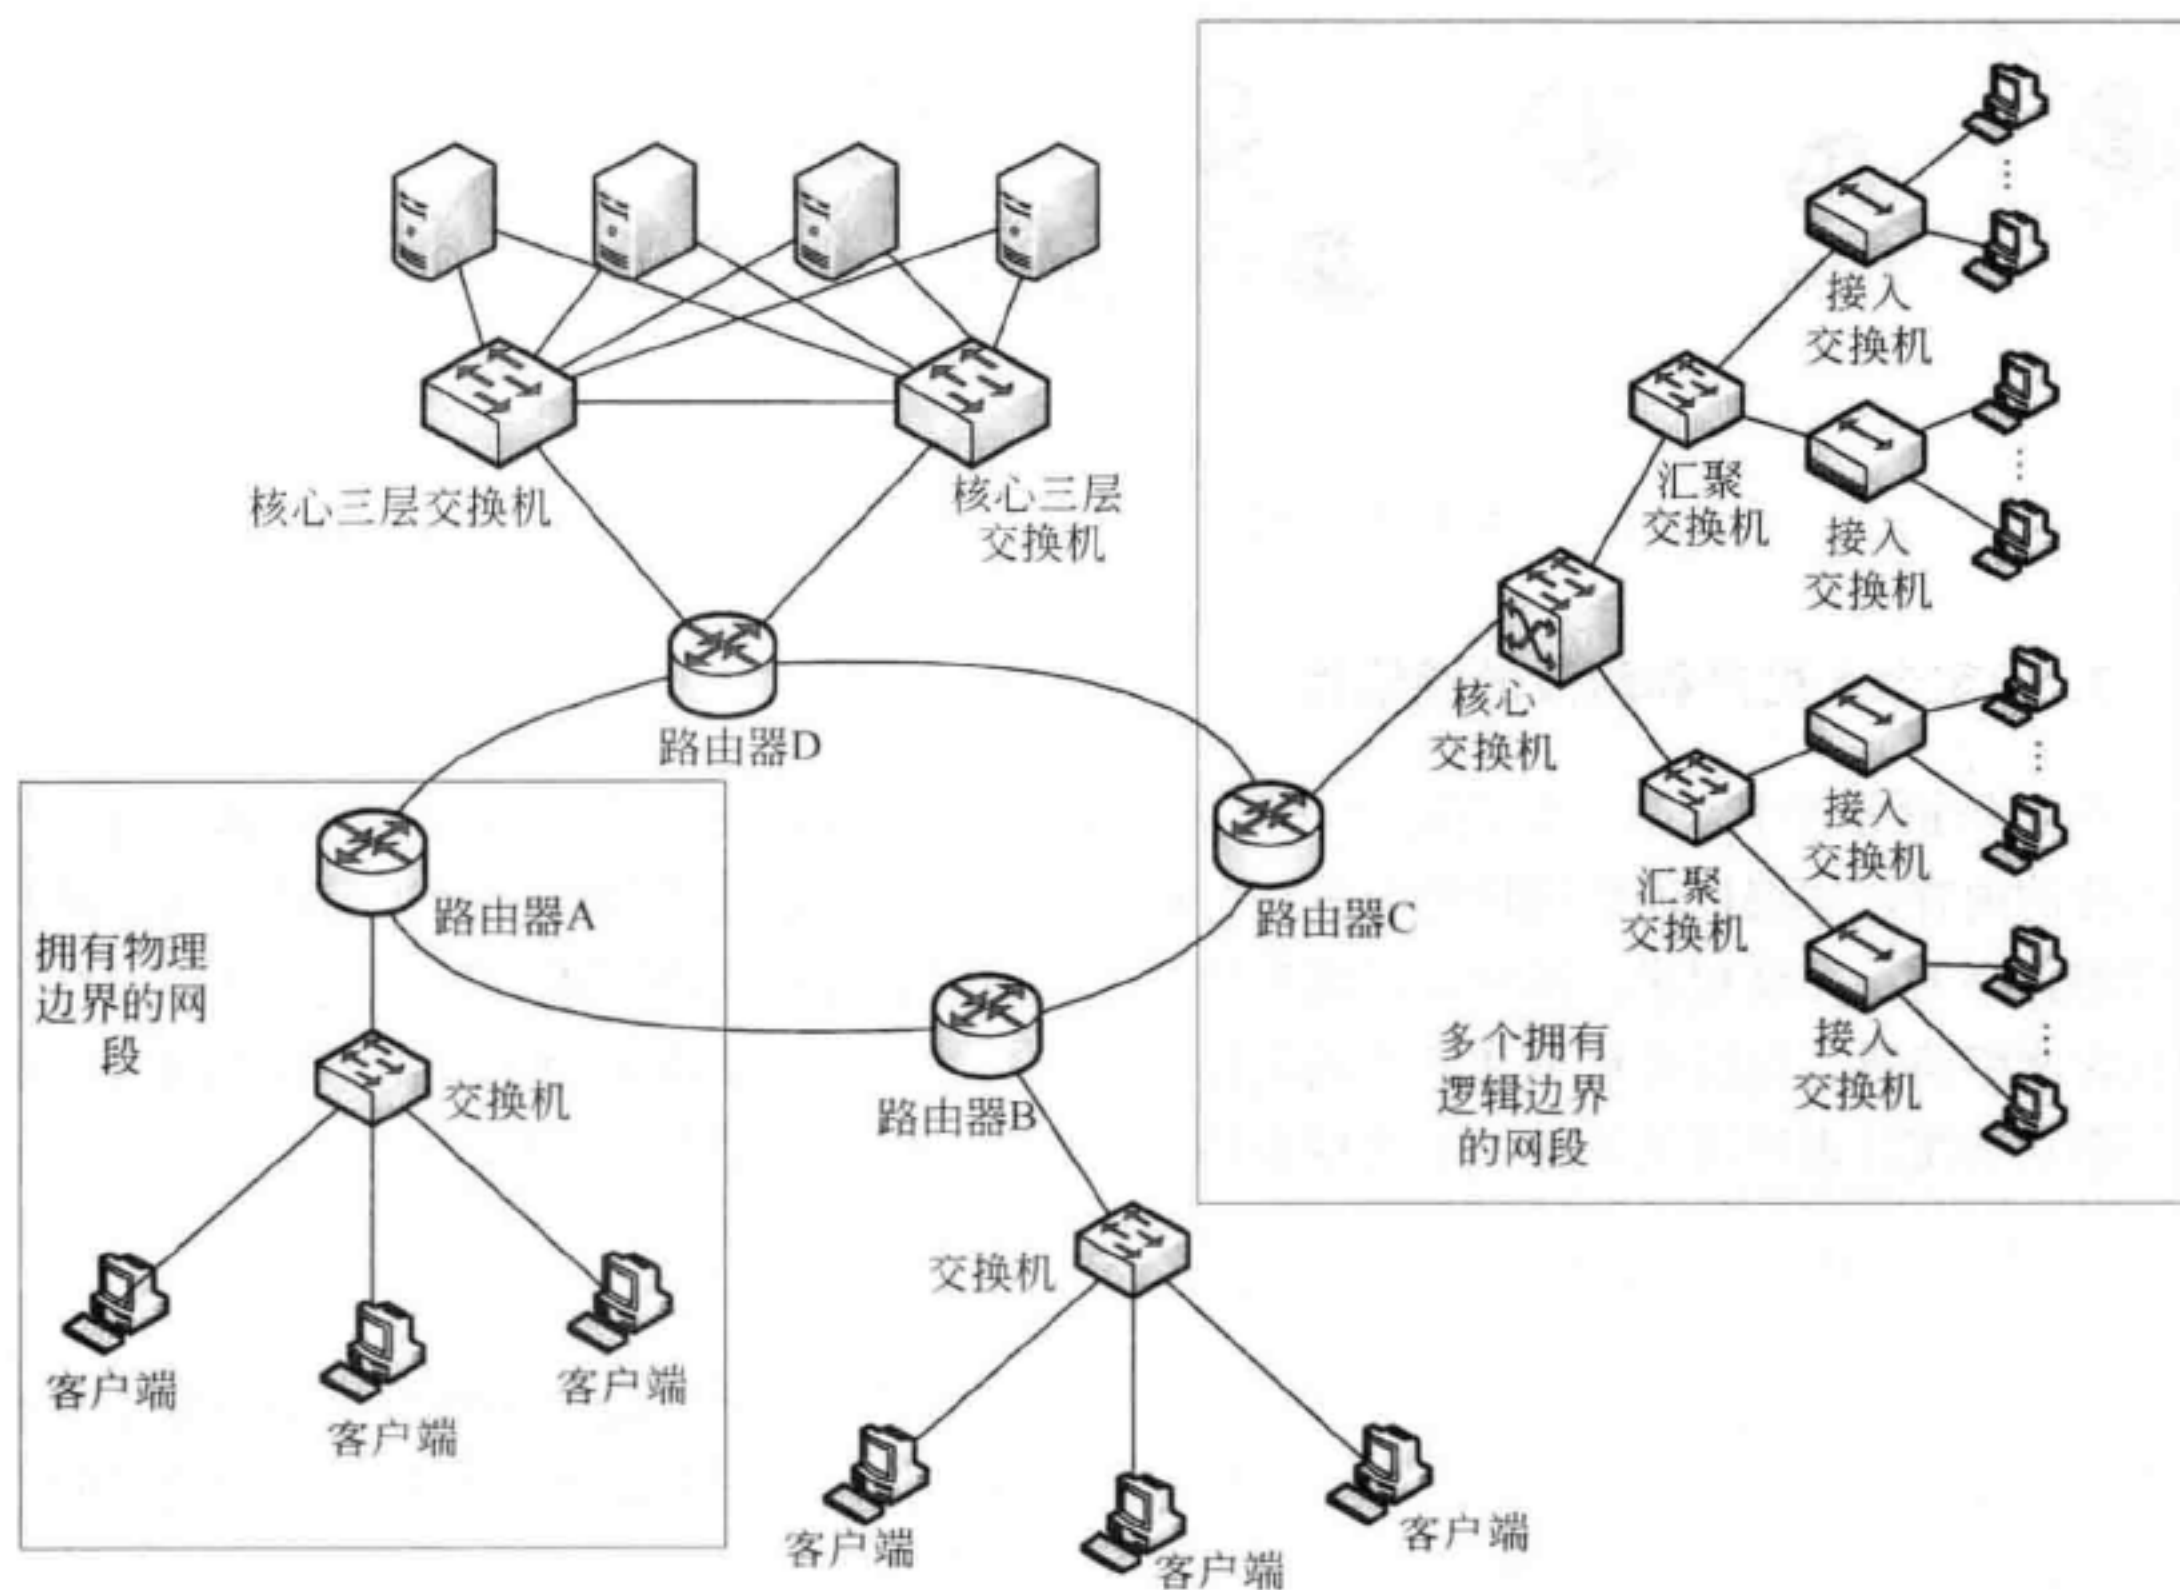 核心三层交换机
核心三层
交换机
路由器D
拥有物理
边界的网
段
路由器A
交换机
客户端
客户端
客户端
路由器B
交换机
客户端
客户端
客户端
路由器C
核心
交换机
汇聚
交换机
接入
交换机
接入
交换机
汇聚
交换机
接入
交换机
接入
交换机
多个拥有
逻辑边界
的网段